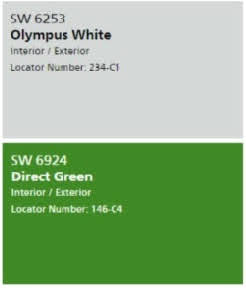 SW 6253
Olympus White
Interior / Exterior
Locator Number: 234-C1
SW 6924
Direct Green
Interior / Exterior
Locator Number: 146-C4